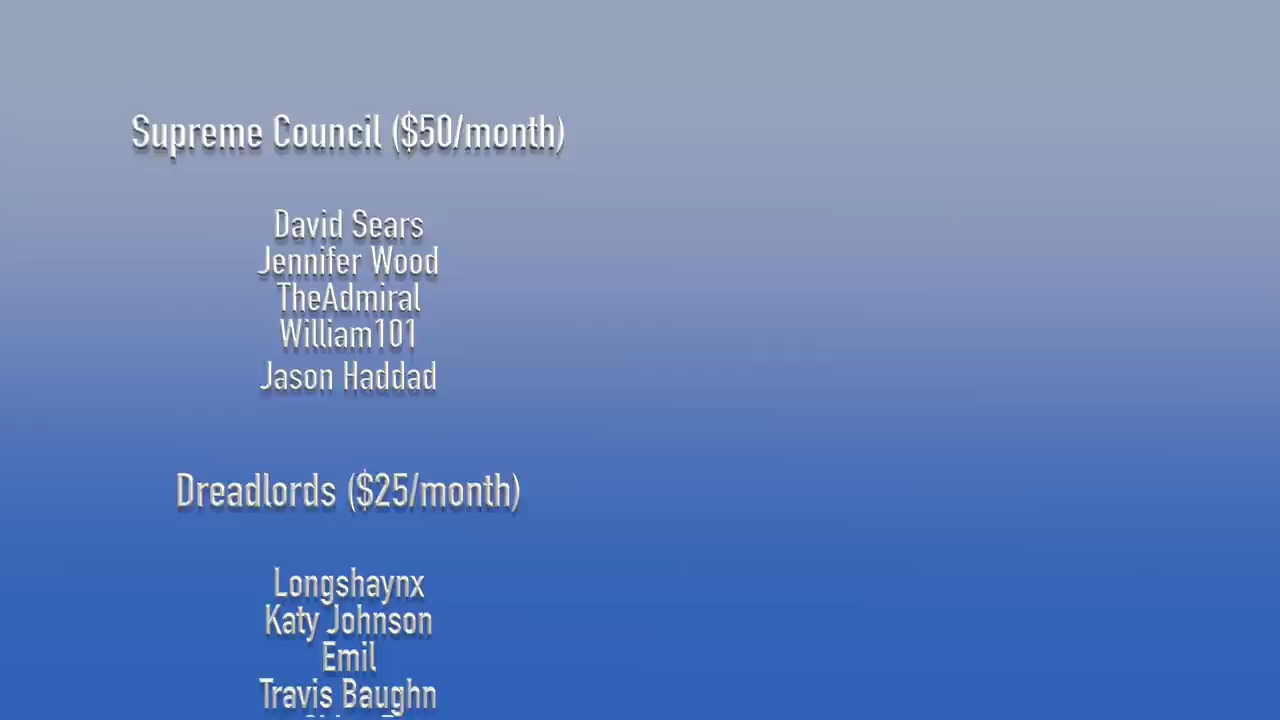 Supreme Council ($50/month)
David Sears
Jennifer Wood
TheAdmiral
William101
Jason Haddad
Dreadlords ($25/month)
Longshaynx
Katy Johnson
Emil
Travis Baughn